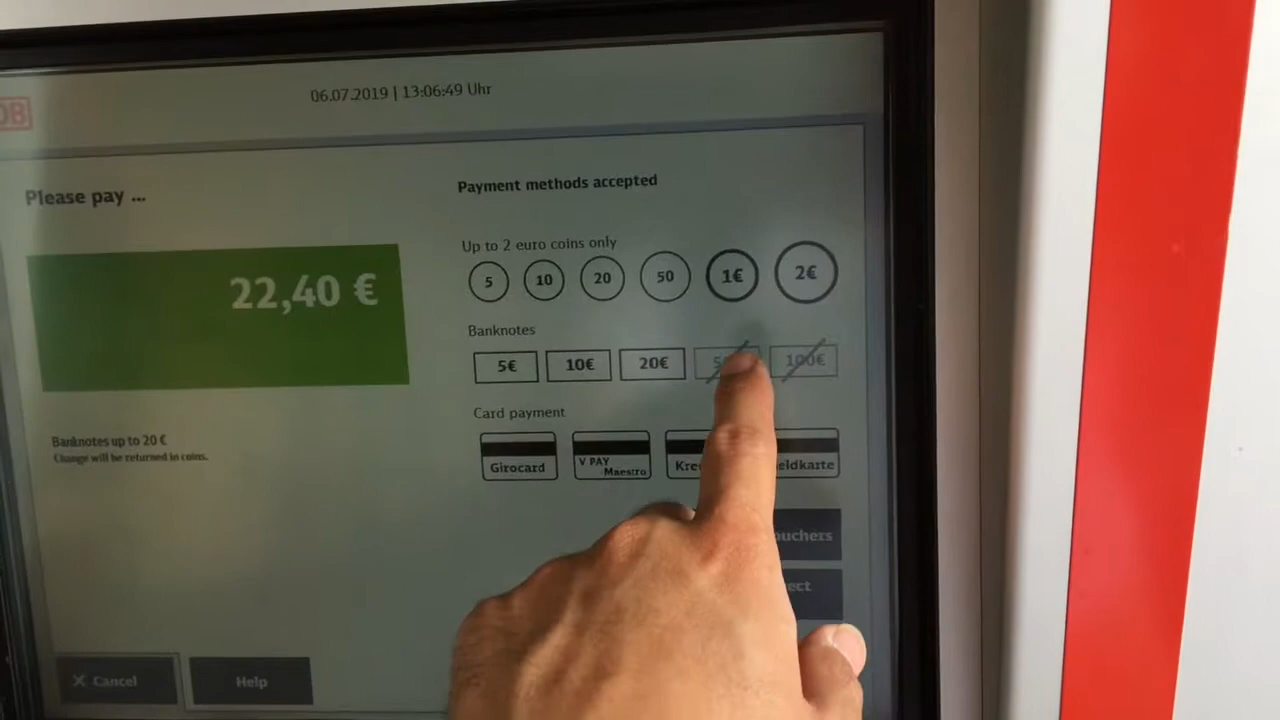 DB
06.07.2019 | 13:06:49 Uhr
Please pay ...
22,40 €
Banknotes up to 20 €
Change will be returned in coins.
Payment methods accepted
Up to 2 euro coins only
5 10 20 50 1€ 2€
Banknotes
5€ 10€ 20€ 100€
Card payment
Girocard
V PAY
Maestro
X Cancel
Help